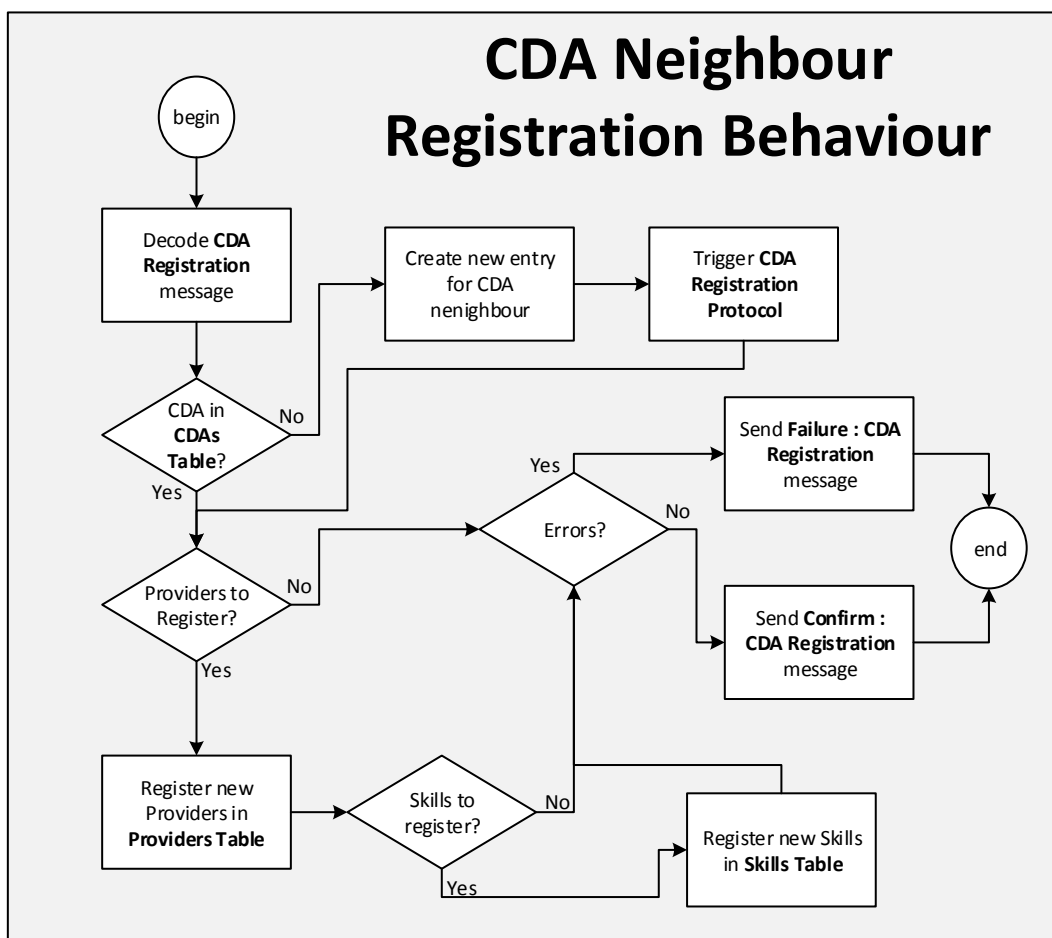 CDA Neighbour
Registration Behaviour
begin
Decode CDA
Registration
message
Create new entry
for CDA
nenighbour
Trigger CDA
Registration
Protocol
CDA in
CDAs
Table?
No
Yes
Send Failure : CDA
Registration
message
Yes
Errors?
No
end
Providers to
Register?
No
Yes
Send Confirm :
CDA Registration
message
Register new
Providers in
Providers Table
Skills to
register?
No
Yes
Register new Skills
in Skills Table